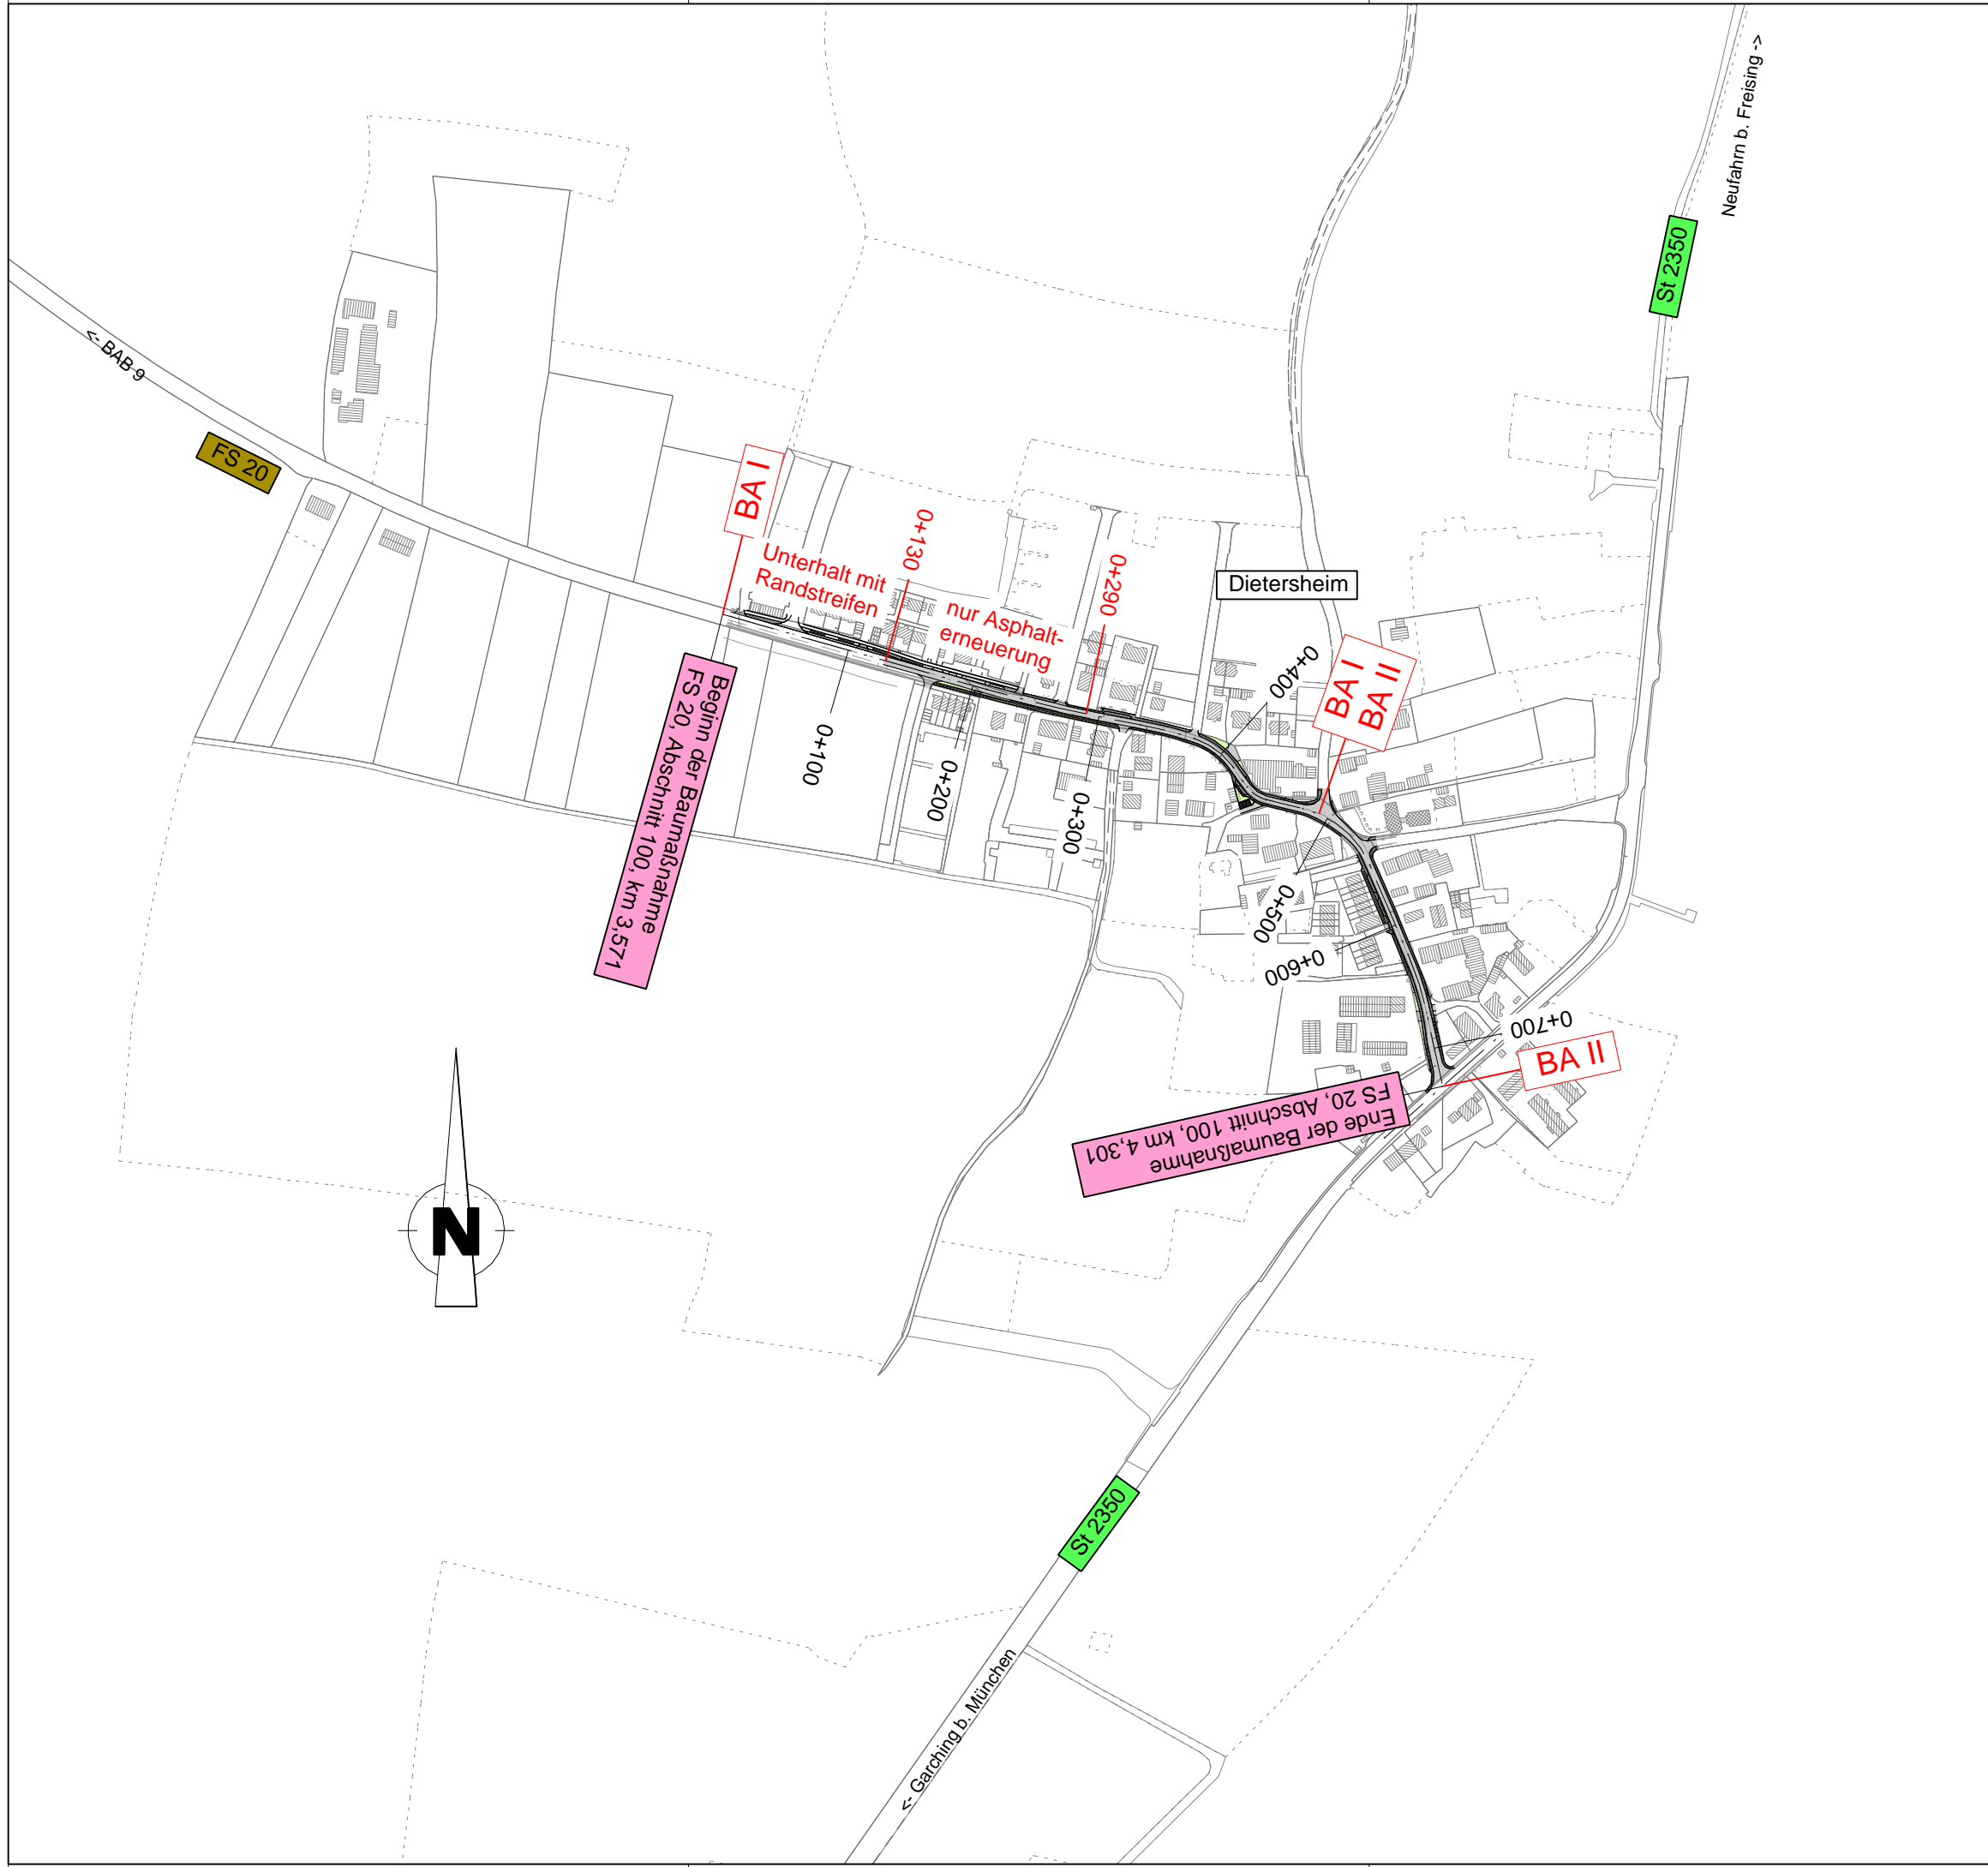 Neufahrn b. Freising ->
St 2350
<- BAB 9
FS 20
BA I
Unterhalt mit
Randstreifen
0+130
nur Asphalt-
erneuerung
0+290
Dietersheim
0+400
BA I
BA II
Beginn der Baumaßnahme
FS 20, Abschnitt 100, km 3,571
0+100
0+200
0+300
0+500
0+600
0+700
BA II
Ende der Baumaßnahme
FS 20, Abschnitt 100, km 4,301
N
St 2350
<- Garching b. München